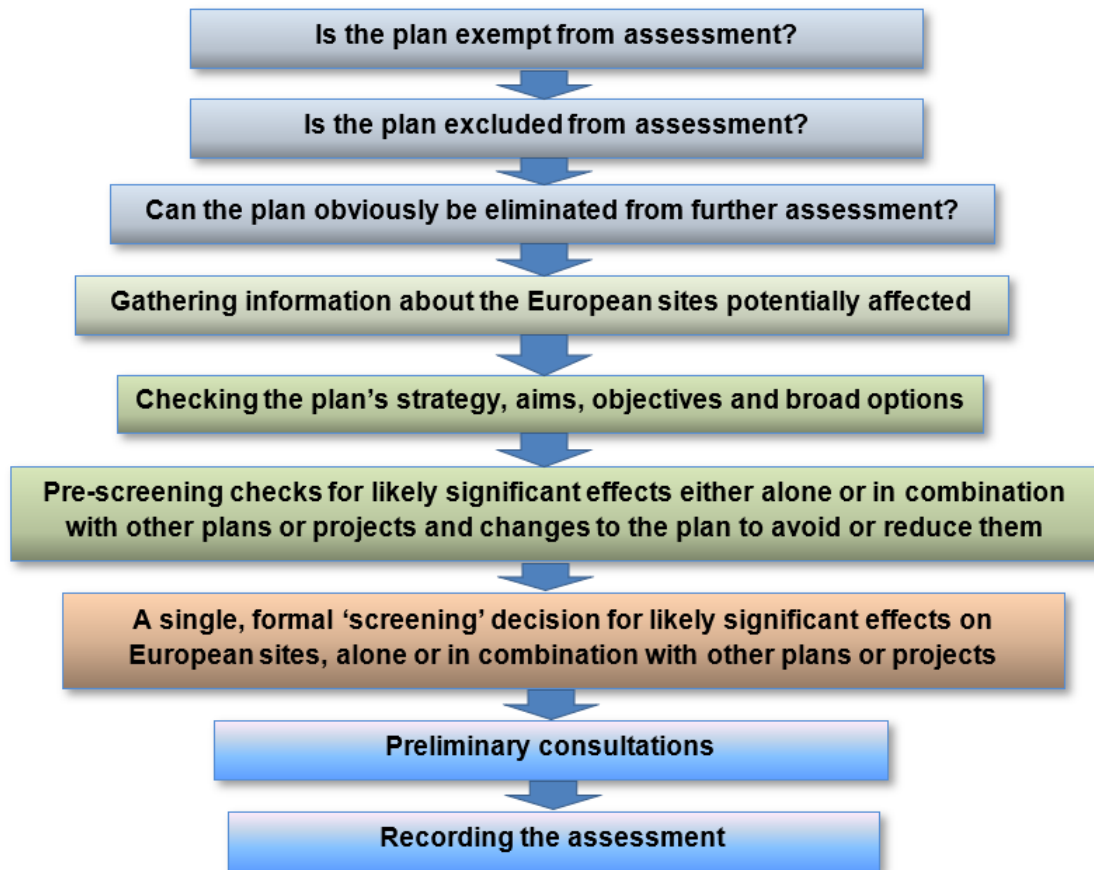 Is the plan exempt from assessment?
Is the plan excluded from assessment?
Can the plan obviously be eliminated from further assessment?
Gathering information about the European sites potentially affected
Checking the plan’s strategy, aims, objectives and broad options
Pre-screening checks for likely significant effects either alone or in combination
with other plans or projects and changes to the plan to avoid or reduce them
A single, formal ‘screening’ decision for likely significant effects on
European sites, alone or in combination with other plans or projects
Preliminary consultations
Recording the assessment